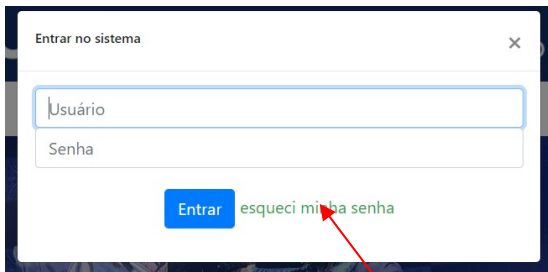 Entrar no sistema
×
Usuário
Senha
Entrar esqueci minha senha